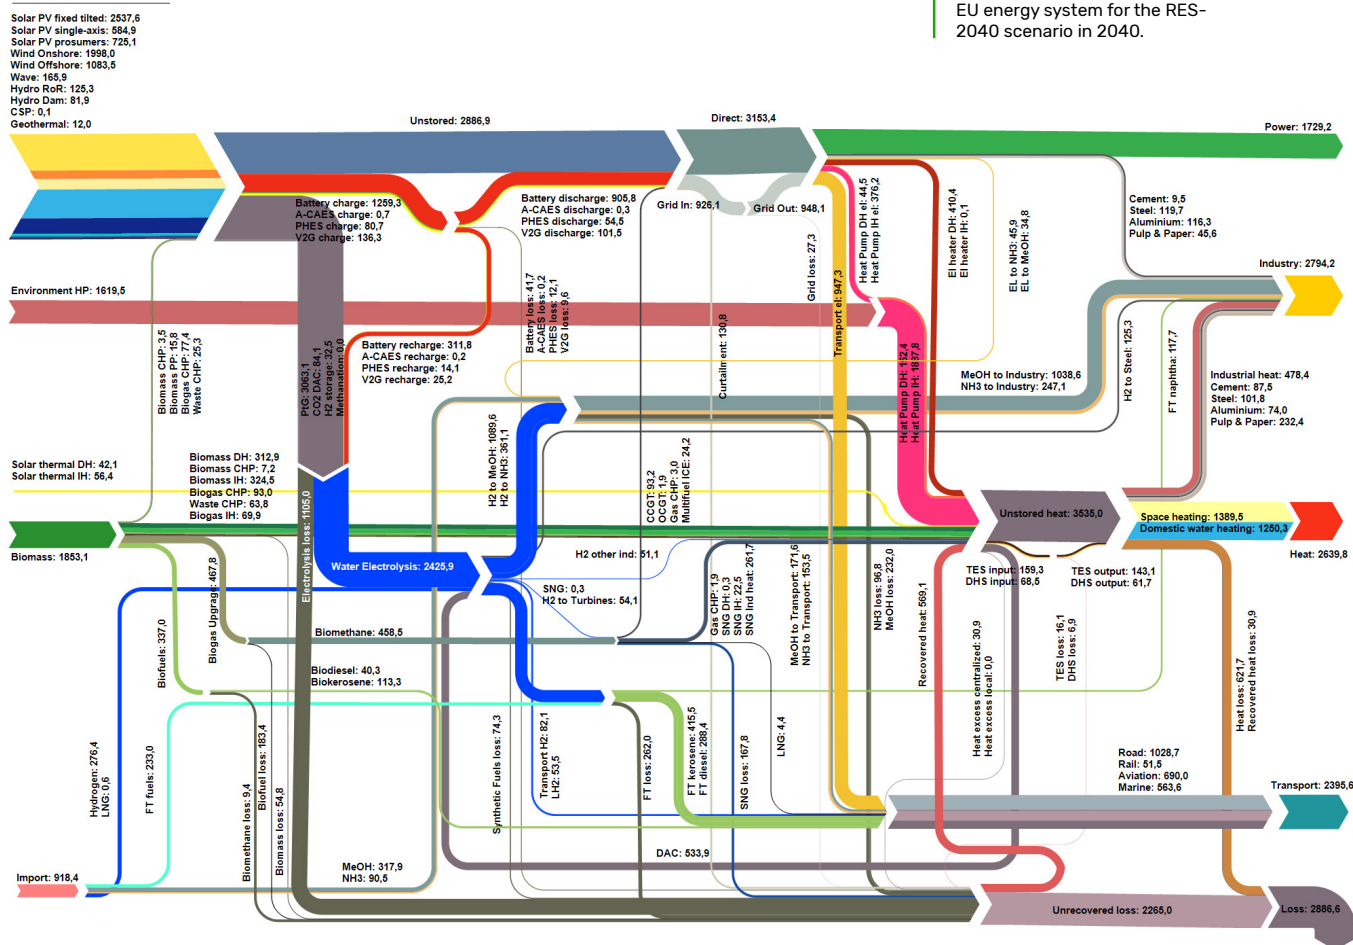 EU energy system for the RES-
2040 scenario in 2040.
Solar PV fixed tilted: 2537,6
Solar PV single-axis: 584,9
Solar PV prosumers: 725,1
Wind Onshore: 1998,0
Wind Offshore: 1083,5
Wave: 165,9
Hydro RoR: 125,3
Hydro Dam: 81,9
CSP: 0,1
Geothermal: 12,0
Unstored: 2886,9
Direct: 3153,4
Power: 1729,2
Battery charge: 1259,3
A-CAES charge: 0,7
PHES charge: 80,7
V2G charge: 136,3
Battery discharge: 905,8
A-CAES discharge: 0,3
PHES discharge: 54,5
V2G discharge: 101,5
Grid In: 926,1
Grid Out: 948,1
Grid loss: 27,3
Heat Pump DH el: 44,5
Heat Pump IH el: 376,2
El heater DH: 410,4
El heater IH: 0,1
EL to NH3: 45,9
EL to MeOH: 34,8
Cement: 9,5
Steel: 119,7
Aluminium: 116,3
Pulp & Paper: 45,6
Industry: 2794,2
Environment HP: 1619,5
Battery loss: 41,7
A-CAES loss: 0,2
PHES loss: 12,1
V2G loss: 9,6
Curtailment: 130,8
Transport el: 947,3
Biomass CHP: 3,5
Biomass PP: 15,8
Biogas CHP: 77,4
Waste CHP: 25,3
PtG: 3063,1
CO2 DAC: 84,1
H2 storage: 32,5
Methanation: 0,0
Battery recharge: 311,8
A-CAES recharge: 0,2
PHES recharge: 14,1
V2G recharge: 25,2
Heat Pump DH: 152,4
Heat Pump IH: 1887,8
MeOH to Industry: 1038,6
NH3 to Industry: 247,1
H2 to Steel: 125,3
FT naphtha: 117,7
Industrial heat: 478,4
Cement: 87,5
Steel: 101,8
Aluminium: 74,0
Pulp & Paper: 232,4
Solar thermal DH: 42,1
Solar thermal IH: 56,4
Biomass DH: 312,9
Biomass CHP: 7,2
Biomass IH: 324,5
Biogas CHP: 93,0
Waste CHP: 63,8
Biogas IH: 69,9
Electrolysis loss: 1105,0
H2 to MeOH: 1089,6
H2 to NH3: 361,1
CCGT: 93,2
OCGT: 1,9
Gas CHP: 3,0
Multifuel ICE: 24,2
Unstored heat: 3535,0
Space heating: 1389,5
Domestic water heating: 1250,3
Heat: 2639,8
Biomass: 1853,1
Water Electrolysis: 2425,9
H2 other ind: 51,1
SNG: 0,3
H2 to Turbines: 54,1
TES input: 159,3
DHS input: 68,5
TES output: 143,1
DHS output: 61,7
Biogas Upgrage: 467,8
Biofuels: 337,0
Biomethane: 458,5
Gas CHP: 1,9
SNG DH: 0,3
SNG IH: 22,5
SNG Ind heat: 261,7
MeOH to Transport: 171,6
NH3 to Transport: 153,5
NH3 loss: 96,8
MeOH loss: 232,0
Recovered heat: 569,1
Heat excess centralized: 30,9
Heat excess local: 0,0
TES loss: 16,1
DHS loss: 6,9
Heat loss: 621,7
Recovered heat loss: 30,9
Biodiesel: 40,3
Biokerosene: 113,3
Hydrogen: 276,4
LNG: 0,6
FT fuels: 233,0
Biomethane loss: 9,4
Biofuel loss: 183,4
Biomass loss: 54,8
Synthetic Fuels loss: 74,3
Transport H2: 82,1
LH2: 53,5
FT loss: 262,0
FT kerosene: 415,5
FT diesel: 288,4
SNG loss: 167,8
LNG: 4,4
Road: 1028,7
Rail: 51,5
Aviation: 690,0
Marine: 563,6
Transport: 2395,6
DAC: 533,9
Import: 918,4
MeOH: 317,9
NH3: 90,5
Unrecovered loss: 2265,0
Loss: 2886,6